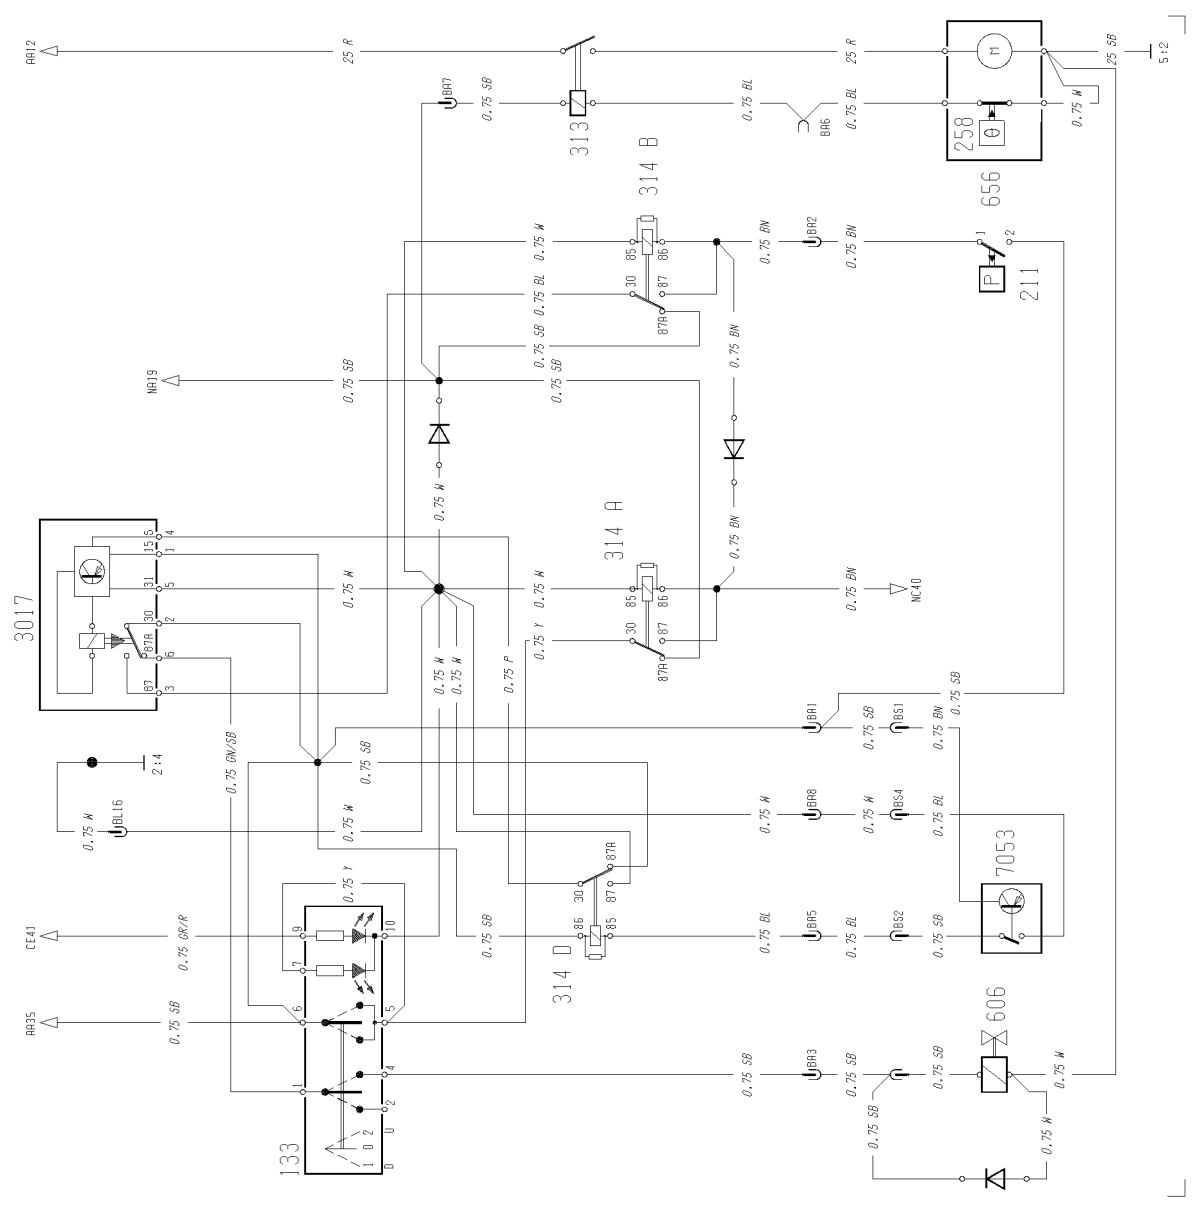 AA12
25 R
25 R
M
25 SB
5:2
BA7
0.75 SB
0.75 BL
BA6
0.75 BL
0.75 W
313
258
θ
656
314 B
0.75 W
85
86
0.75 BN
BA2
0.75 BN
1
2
P
211
0.75 BL
30
87
87A
0.75 SB
0.75 BN
NA19
0.75 SB
0.75 SB
0.75 W
0.75 BN
314 A
3017
S
4
15
1
31
5
30
2
87A
6
87
3
0.75 W
0.75 W
85
86
0.75 BN
NC40
0.75 Y
30
87
87A
0.75 W
0.75 W
0.75 P
0.75 SB
BA1
0.75 SB
BS1
0.75 BN
2:4
0.75 GN/SB
0.75 SB
0.75 W
BL16
0.75 W
0.75 W
BA8
0.75 W
BS4
0.75 BL
7053
87A
30
87
0.75 Y
CE41
0.75 GR/R
9
10
7
0.75 SB
86
85
314 D
0.75 BL
BA5
0.75 BL
BS2
0.75 SB
AA35
0.75 SB
6
5
606
1
4
2
0.75 SB
BA3
0.75 SB
0.75 SB
0.75 W
133
1 0 2
U
D
0.75 SB
0.75 W